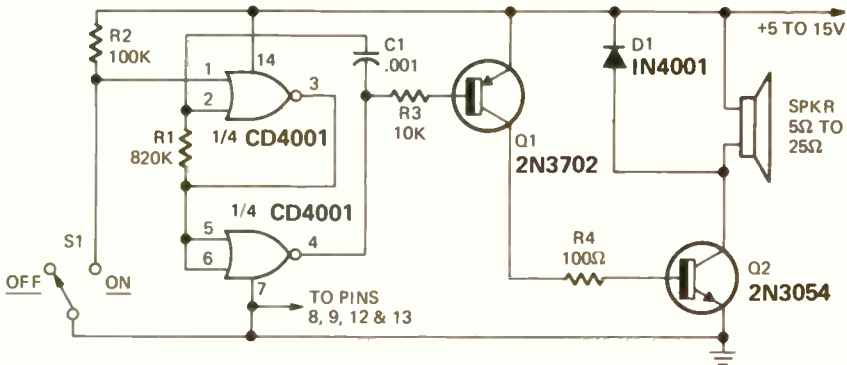 +5 TO 15V
R2
100K
14
C1
.001
D1
IN4001
1
3
2
R3
10K
SPKR
5Ω TO
25Ω
R1
820K
1/4 CD4001
Q1
2N3702
1/4 CD4001
5
4
6
S1
R4
100Ω
Q2
2N3054
OFF
ON
7
TO PINS
8, 9, 12 & 13